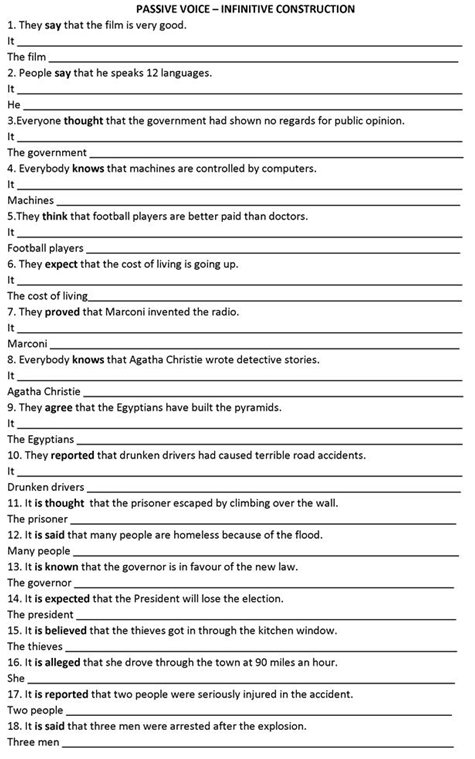 PASSIVE VOICE – INFINITIVE CONSTRUCTION
1. They say that the film is very good.
It
The film
2. People say that he speaks 12 languages.
It
He
3.Everyone thought that the government had shown no regards for public opinion.
It
The government
4. Everybody knows that machines are controlled by computers.
It
Machines
5.They think that football players are better paid than doctors.
It
Football players
6. They expect that the cost of living is going up.
It
The cost of living
7. They proved that Marconi invented the radio.
It
Marconi
8. Everybody knows that Agatha Christie wrote detective stories.
It
Agatha Christie
9. They agree that the Egyptians have built the pyramids.
It
The Egyptians
10. They reported that drunken drivers had caused terrible road accidents.
It
Drunken drivers
11. It is thought that the prisoner escaped by climbing over the wall.
The prisoner
12. It is said that many people are homeless because of the flood.
Many people
13. It is known that the governor is in favour of the new law.
The governor
14. It is expected that the President will lose the election.
The president
15. It is believed that the thieves got in through the kitchen window.
The thieves
16. It is alleged that she drove through the town at 90 miles an hour.
She
17. It is reported that two people were seriously injured in the accident.
Two people
18. It is said that three men were arrested after the explosion.
Three men